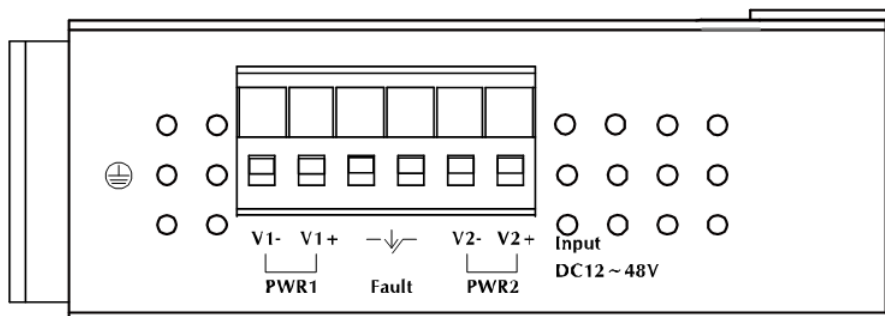 V1- V1+ V2- V2+ Input
PWR1 Fault PWR2 DC12~48V